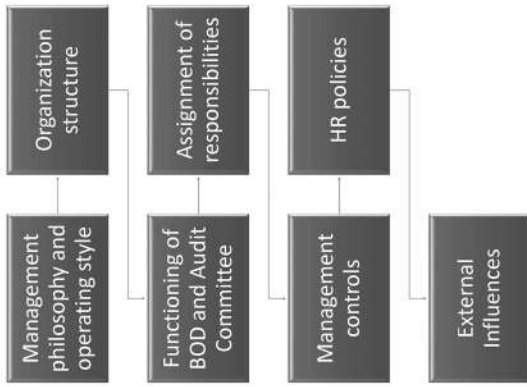 Management
philosophy and
operating style
Organization
structure
Functioning of
BOD and Audit
Committee
Assignment of
responsibilities
Management
controls
HR policies
External
Influences